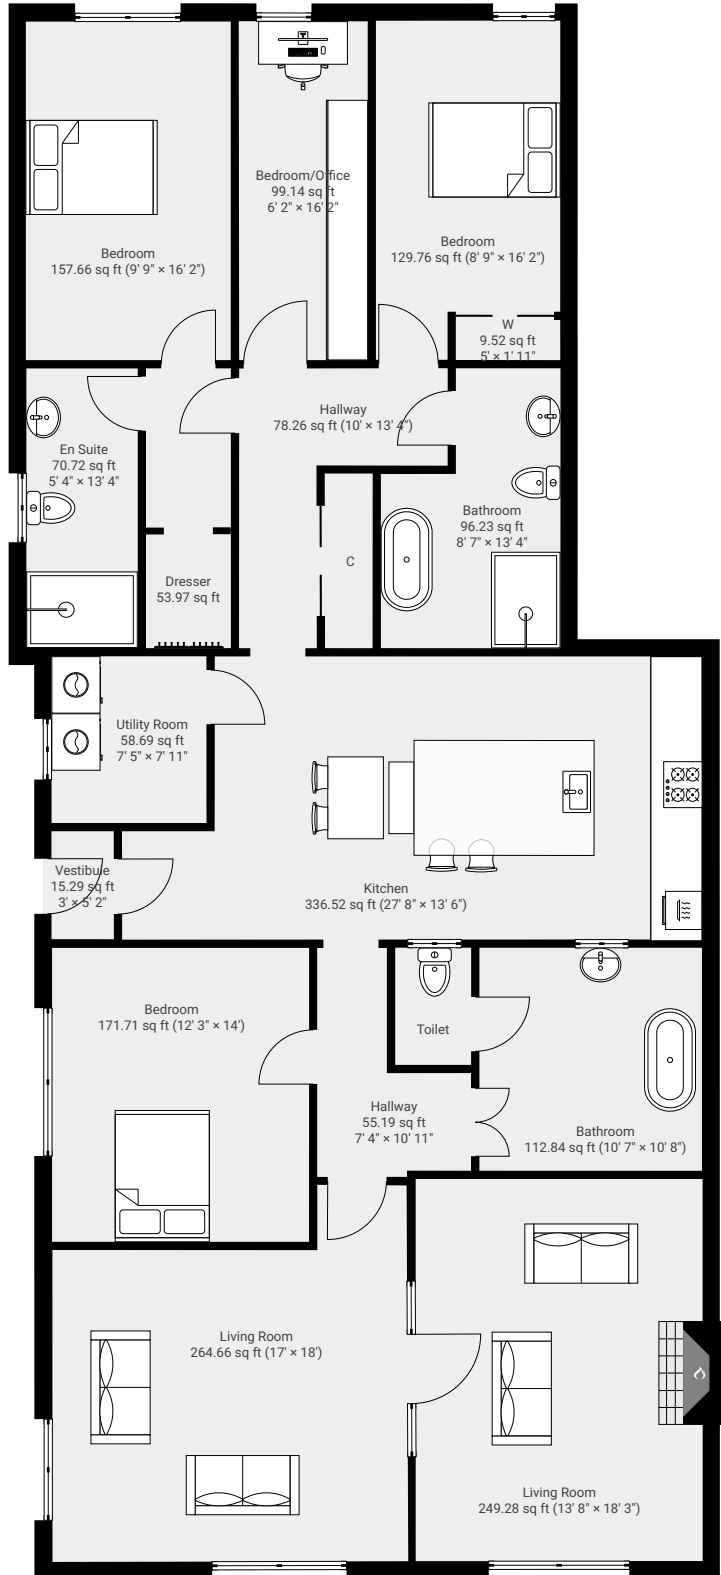 Bedroom
157.66 sq ft (9' 9" × 16' 2")
Bedroom/Office
99.14 sq ft
6' 2" × 16' 2"
Bedroom
129.76 sq ft (8' 9" × 16' 2")
W
9.52 sq ft
5' × 1' 11"
Hallway
78.26 sq ft (10' × 13' 4")
En Suite
70.72 sq ft
5' 4" × 13' 4"
Bathroom
96.23 sq ft
8' 7" × 13' 4"
C
Dresser
53.97 sq ft
Utility Room
58.69 sq ft
7' 5" × 7' 11"
Vestibule
15.29 sq ft
3' × 5' 2"
Kitchen
336.52 sq ft (27' 8" × 13' 6")
Bedroom
171.71 sq ft (12' 3" × 14')
Toilet
Hallway
55.19 sq ft
7' 4" × 10' 11"
Bathroom
112.84 sq ft (10' 7" × 10' 8")
Living Room
264.66 sq ft (17' × 18')
Living Room
249.28 sq ft (13' 8" × 18' 3")